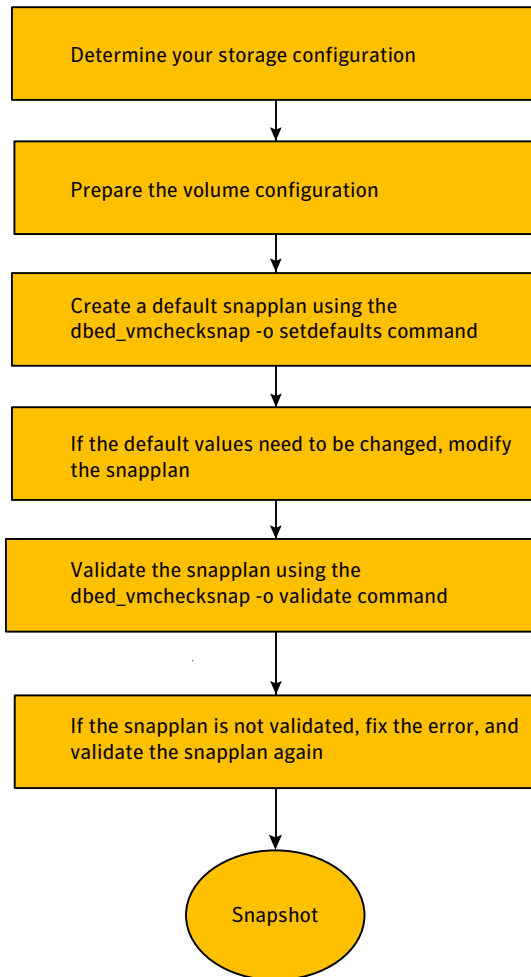 Determine your storage configuration
Prepare the volume configuration
Create a default snapplan using the
dbed_vmchecksnap -o setdefaults command
If the default values need to be changed, modify
the snapplan
Validate the snapplan using the
dbed_vmchecksnap -o validate command
If the snapplan is not validated, fix the error, and
validate the snapplan again
Snapshot